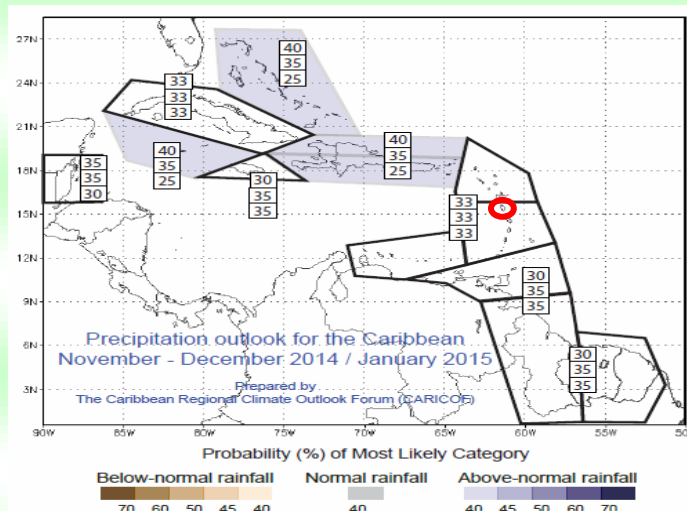 27N
24N
21N
18N
15N
12N
9N
6N
3N
40
35
25
33
33
33
40
35
25
40
35
25
35
35
30
30
35
35
33
33
33
30
35
35
30
35
35
Precipitation outlook for the Caribbean
November - December 2014 / January 2015
Prepared by
The Caribbean Regional Climate Outlook Forum (CARICOF)
90W 85W 80W 75W 70W 65W 60W 55W
Probability (%) of Most Likely Category
Below-normal rainfall Normal rainfall Above-normal rainfall
70 60 50 45 40 40 40 45 50 60 70